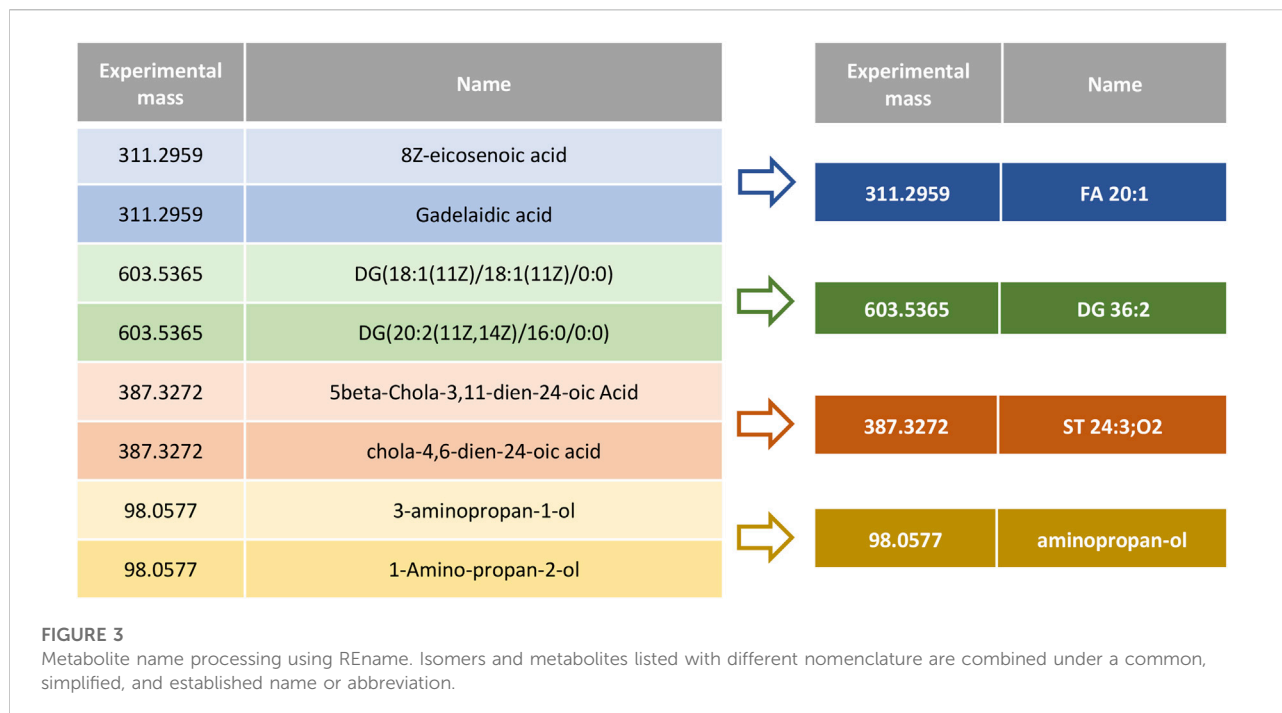 Experimental mass Name
311.2959 8Z-eicosenoic acid
311.2959 Gadelaidic acid
603.5365 DG(18:1(11Z)/18:1(11Z)/0:0)
603.5365 DG(20:2(11Z,14Z)/16:0/0:0)
387.3272 5beta-Chola-3,11-dien-24-oic Acid
387.3272 chola-4,6-dien-24-oic acid
98.0577 3-aminopropan-1-ol
98.0577 1-Amino-propan-2-ol
Experimental mass Name
311.2959 FA 20:1
603.5365 DG 36:2
387.3272 ST 24:3;O2
98.0577 aminopropan-ol
FIGURE 3
Metabolite name processing using REname. Isomers and metabolites listed with different nomenclature are combined under a common,
simplified, and established name or abbreviation.